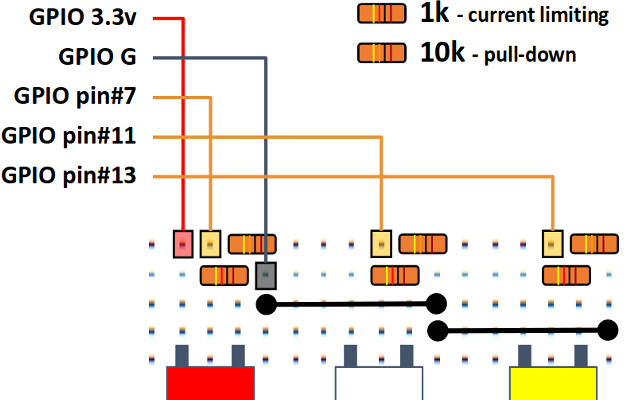 GPIO 3.3v
1k - current limiting
GPIO G
10k - pull-down
GPIO pin#7
GPIO pin#11
GPIO pin#13